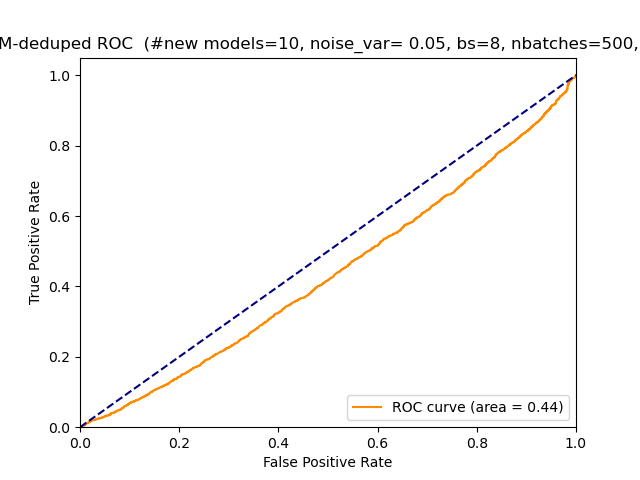 M-deduped ROC (#new models=10, noise_var= 0.05, bs=8, nbatches=500,
1.0
0.8
0.6
0.4
0.2
0.0
True Positive Rate
ROC curve (area = 0.44)
0.0 0.2 0.4 0.6 0.8 1.0
False Positive Rate